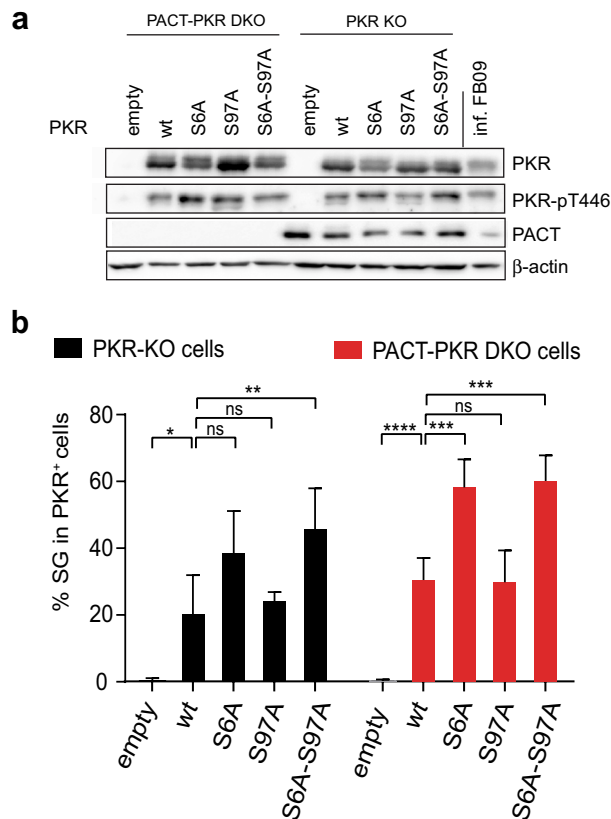 a
PACT-PKR DKO PKR KO
PKR empty wt S6A S97A S6A-S97A empty wt S6A S97A S6A-S97A inf. FB09
PKR
PKR-pT446
PACT
β-actin
b
PKR-KO cells PACT-PKR DKO cells
** ***
ns ns
* ns **** ***
% SG in PKR⁺ cells
80
60
40
20
0
empty wt S6A S97A S6A-S97A empty wt S6A S97A S6A-S97A